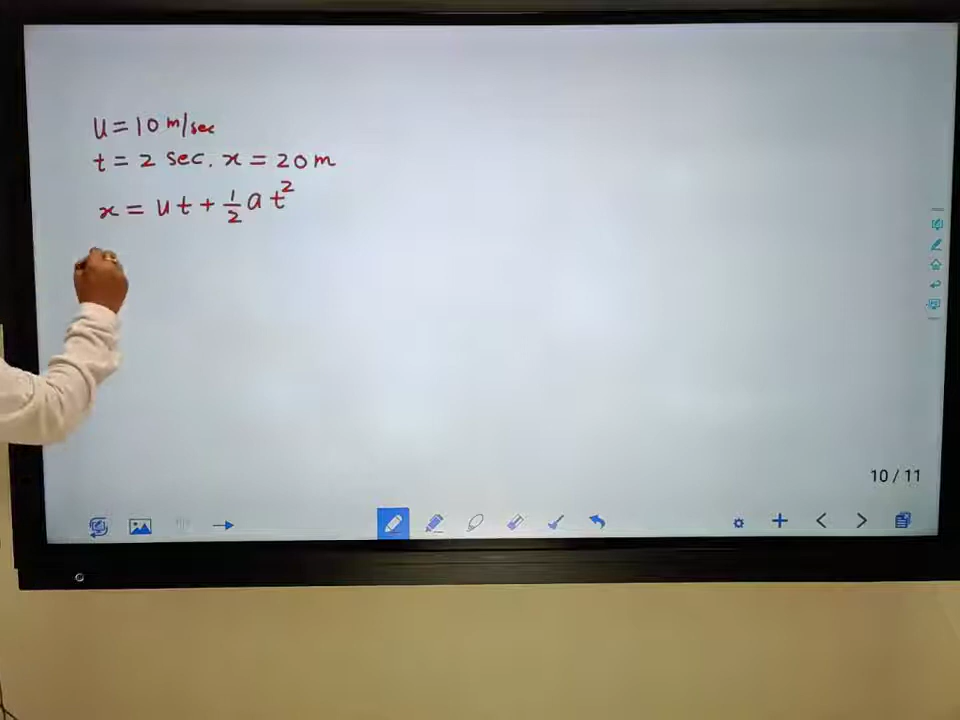 u = 10 m/sec
t = 2 sec. x = 20 m
x = ut + 1/2 at²
10 / 11